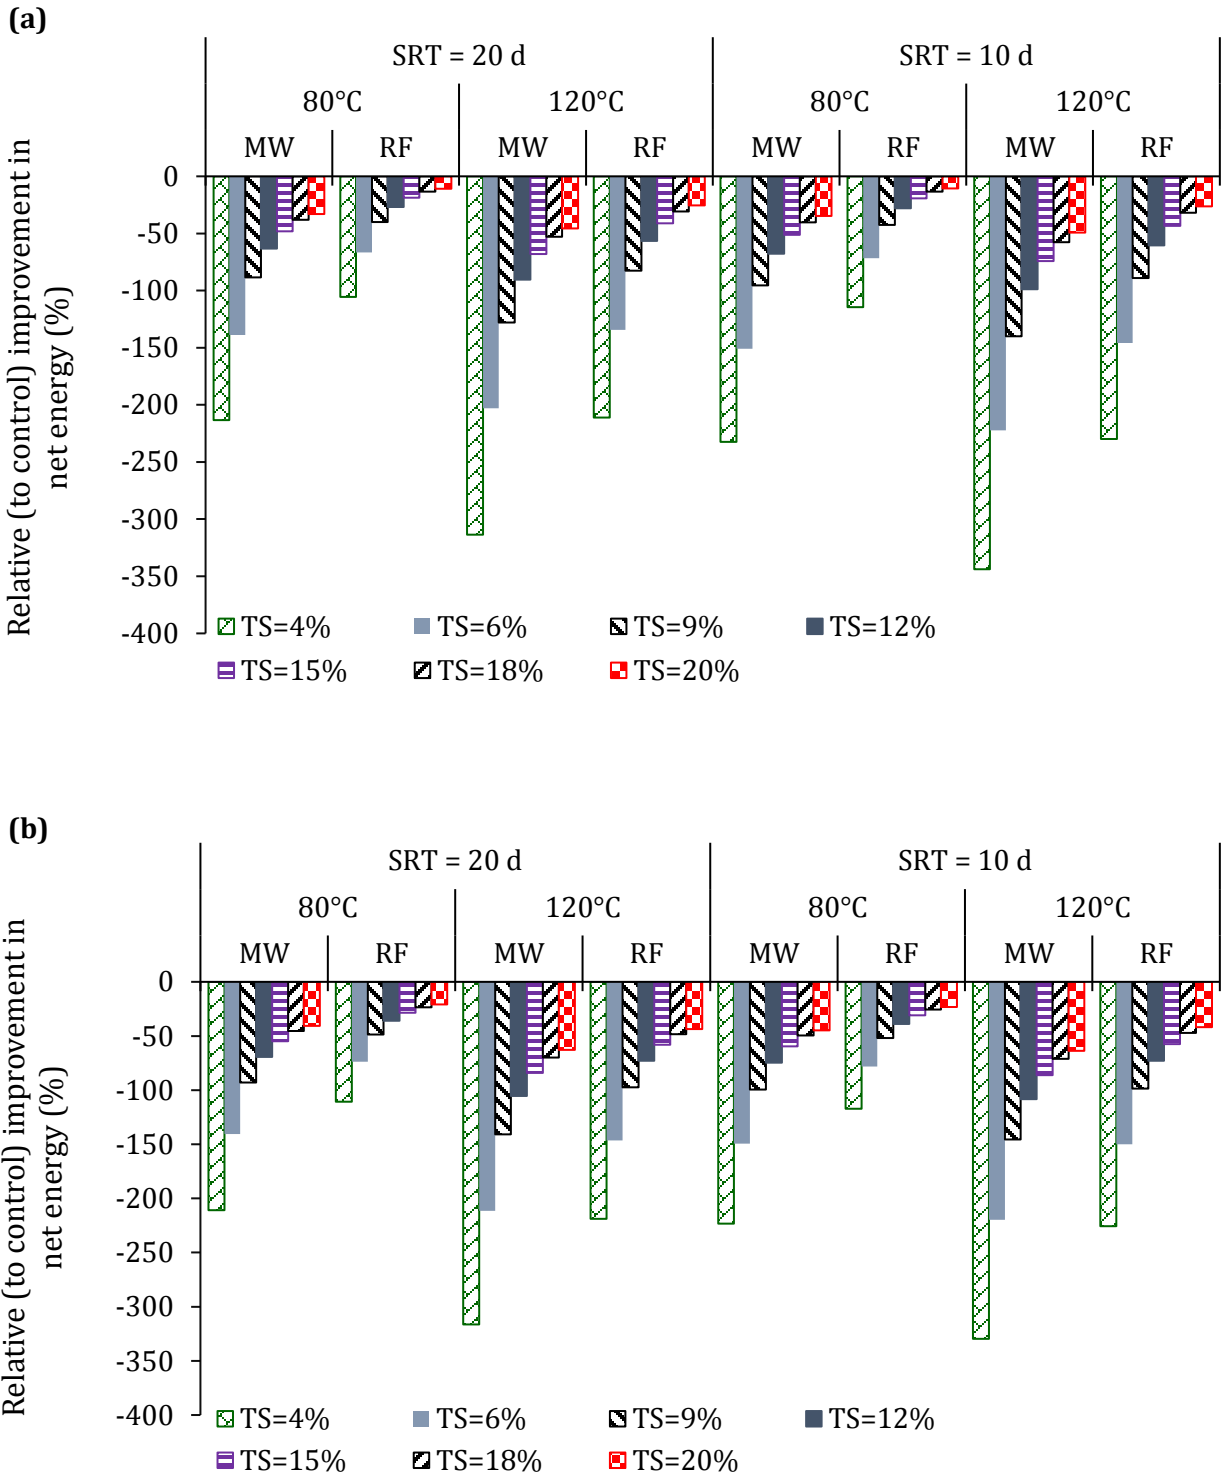 (a)
SRT = 20 d
SRT = 10 d
80°C
120°C
80°C
120°C
MW
RF
MW
RF
MW
RF
MW
RF
Relative (to control) improvement in
net energy (%)
0
-50
-100
-150
-200
-250
-300
-350
-400
TS=4%
TS=6%
TS=9%
TS=12%
TS=15%
TS=18%
TS=20%
(b)
SRT = 20 d
SRT = 10 d
80°C
120°C
80°C
120°C
MW
RF
MW
RF
MW
RF
MW
RF
Relative (to control) improvement in
net energy (%)
0
-50
-100
-150
-200
-250
-300
-350
-400
TS=4%
TS=6%
TS=9%
TS=12%
TS=15%
TS=18%
TS=20%